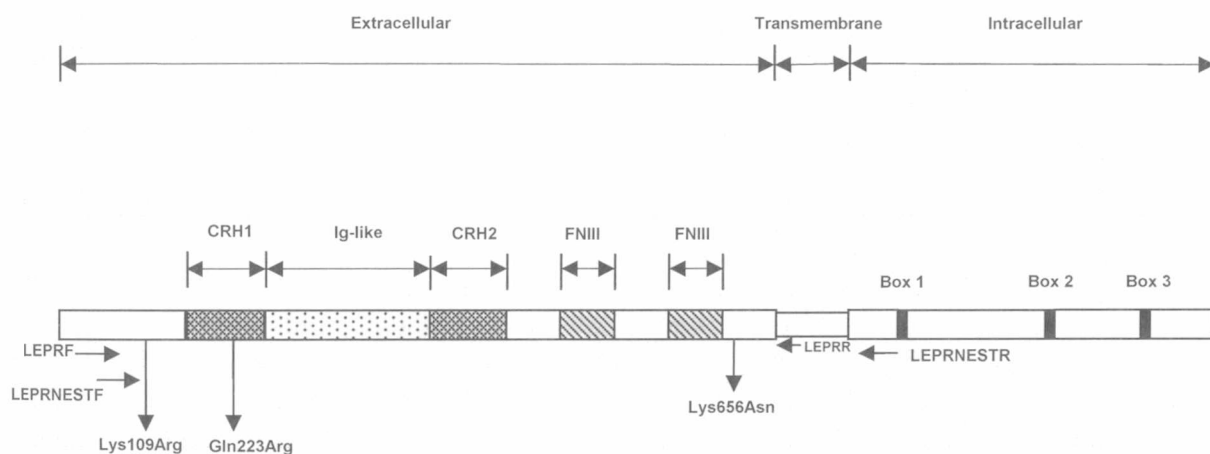 Extracellular
Transmembrane
Intracellular
CRH1
Ig-like
CRH2
FNIII
FNIII
Box 1
Box 2
Box 3
LEPRF
LEPRR
LEPRNESTR
LEPRNESTF
Lys109Arg
Gln223Arg
Lys656Asn